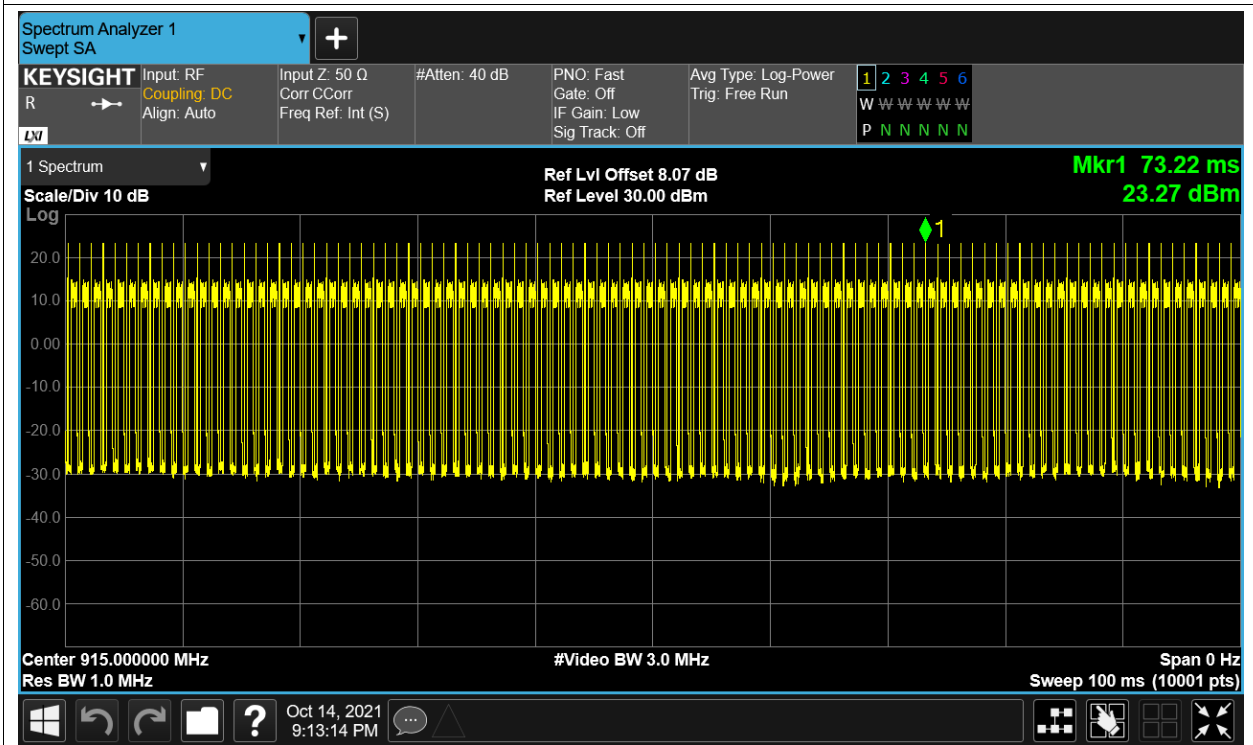 Spectrum Analyzer 1
Swept SA
KEYSIGHT
R
LXI
Input: RF
Coupling: DC
Align: Auto
Input Z: 50 Ω
Corr CCorr
Freq Ref: Int (S)
#Atten: 40 dB
PNO: Fast
Gate: Off
IF Gain: Low
Sig Track: Off
Avg Type: Log-Power
Trig: Free Run
1 2 3 4 5 6
W W W W W W
P N N N N N
1 Spectrum
Scale/Div 10 dB
Log
Ref Lvl Offset 8.07 dB
Ref Level 30.00 dBm
Mkr1 73.22 ms
23.27 dBm
1
20.0
10.0
0.00
-10.0
-20.0
-30.0
-40.0
-50.0
-60.0
Center 915.000000 MHz
Res BW 1.0 MHz
#Video BW 3.0 MHz
Span 0 Hz
Sweep 100 ms (10001 pts)
?
Oct 14, 2021
9:13:14 PM